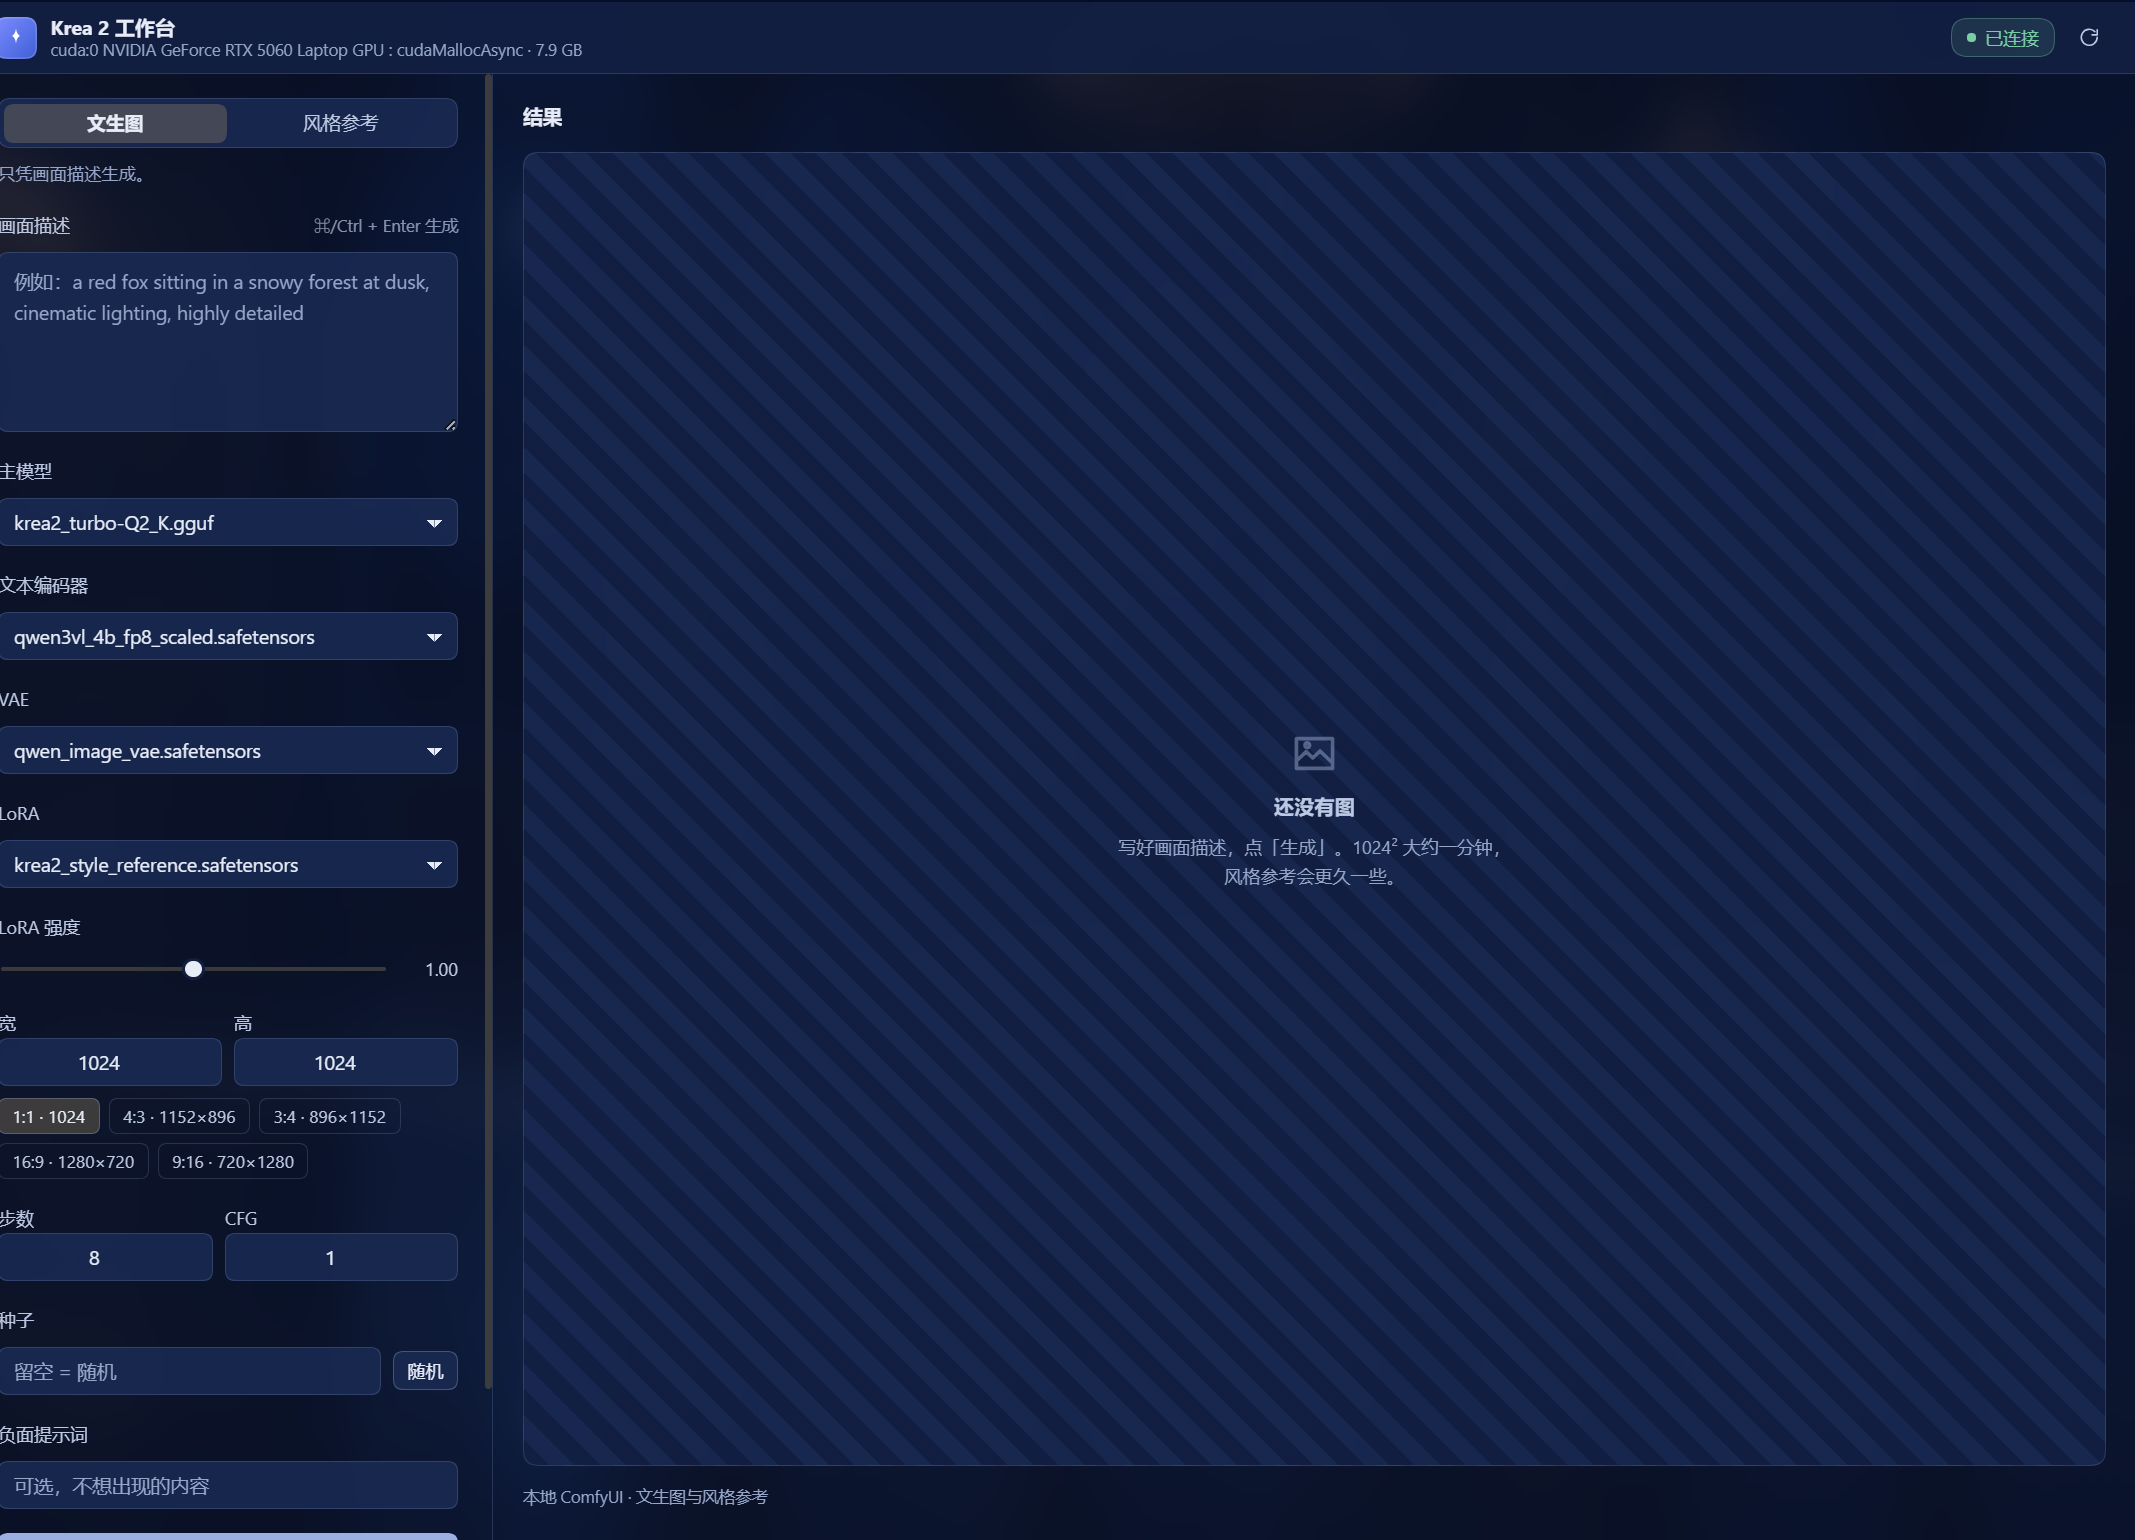 Krea 2 工作台
cuda:0 NVIDIA GeForce RTX 5060 Laptop GPU : cudaMallocAsync · 7.9 GB
已连接
文生图
风格参考
只凭画面描述生成。
画面描述
⌘/Ctrl + Enter 生成
例如：a red fox sitting in a snowy forest at dusk,
cinematic lighting, highly detailed
主模型
krea2_turbo-Q2_K.gguf
文本编码器
qwen3vl_4b_fp8_scaled.safetensors
VAE
qwen_image_vae.safetensors
LoRA
krea2_style_reference.safetensors
LoRA 强度
1.00
宽
高
1024
1024
1:1 · 1024
4:3 · 1152×896
3:4 · 896×1152
16:9 · 1280×720
9:16 · 720×1280
步数
CFG
8
1
种子
留空 = 随机
随机
负面提示词
可选，不想出现的内容
结果
还没有图
写好画面描述，点「生成」。1024² 大约一分钟，
风格参考会更久一些。
本地 ComfyUI · 文生图与风格参考